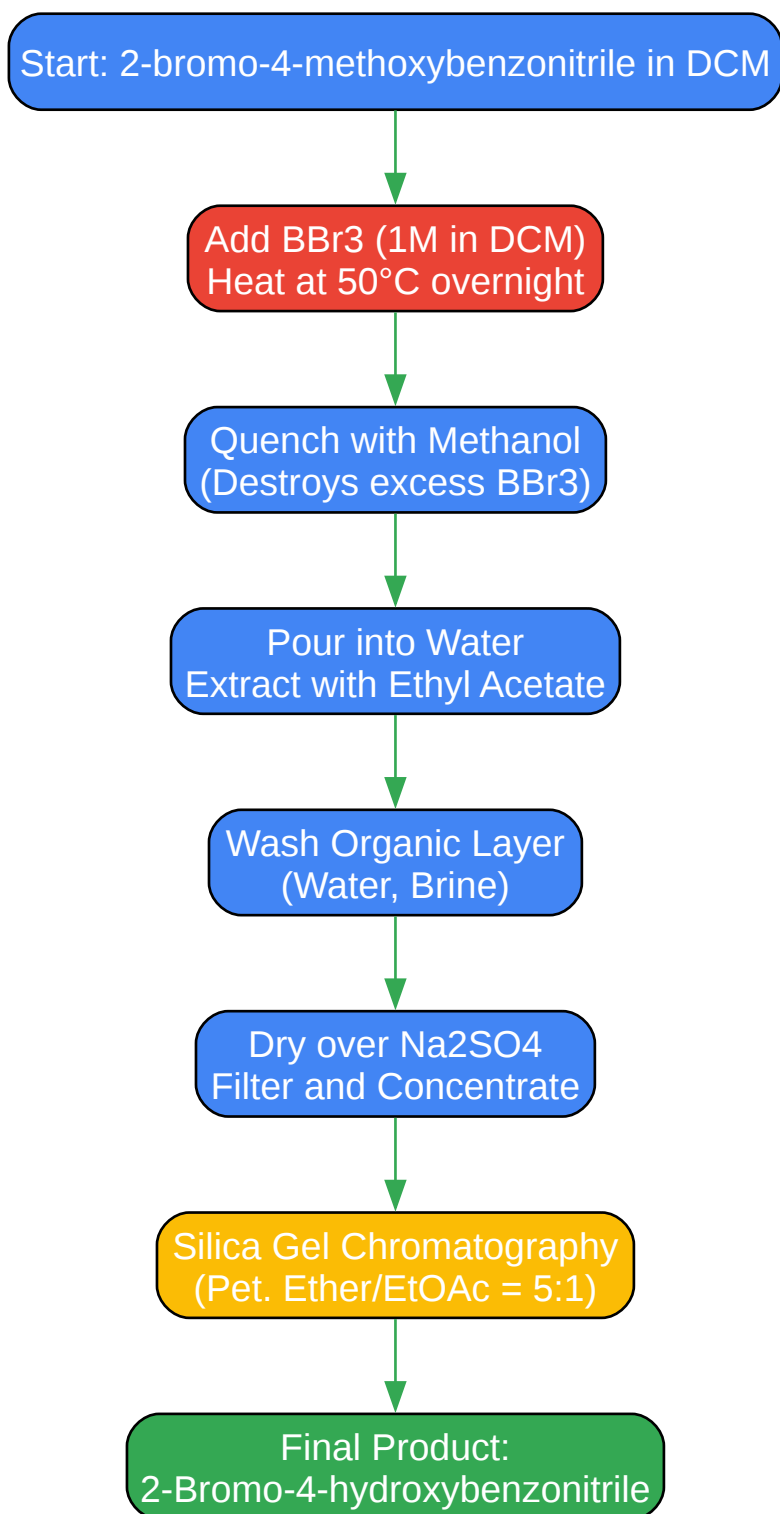 Start: 2-bromo-4-methoxybenzonitrile in DCM
Add BBr3 (1M in DCM)
Heat at 50°C overnight
Quench with Methanol
(Destroys excess BBr3)
Pour into Water
Extract with Ethyl Acetate
Wash Organic Layer
(Water, Brine)
Dry over Na2SO4
Filter and Concentrate
Silica Gel Chromatography
(Pet. Ether/EtOAc = 5:1)
Final Product:
2-Bromo-4-hydroxybenzonitrile